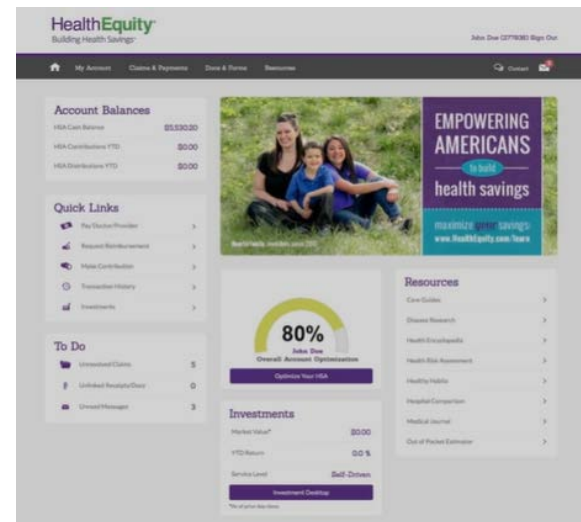 HealthEquity
Building Health Savings
John Doe Sign Out
My Account Claims & Payments Docs & Forms Resources
Contact
Account Balances
HSA Cash Balance
HSA Contributions YTD $0.00
HSA Distributions YTD $0.00
Quick Links
Pay Doctor/Provider
Request Reimbursement
Make Contribution
Transaction History
Investments
To Do
Unresolved Claims 5
Unlinked Receipts/Docs 0
Unread Messages 3
EMPOWERING
AMERICANS
to build
health savings
maximize your savings:
www.HealthEquity.com/learn
80%
John Doe
Overall Account Optimization
Optimize Your HSA
Investments
Market Value* $0.00
YTD Return 0.0 %
Service Level Self-Driven
Investment Desktop
Resources
Care Guides
Disease Research
Health Encyclopedia
Health Risk Assessment
Healthy Habits
Hospital Comparison
Medical Journal
Out of Pocket Estimator